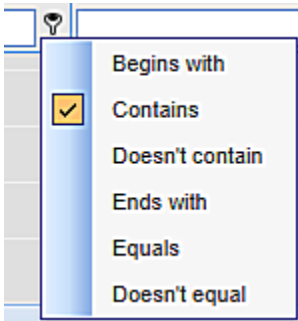 Begins with
Contains
Doesn't contain
Ends with
Equals
Doesn't equal